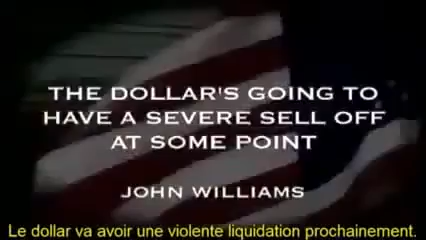 THE DOLLAR'S GOING TO
HAVE A SEVERE SELL OFF
AT SOME POINT
JOHN WILLIAMS
Le dollar va avoir une violente liquidation prochainement.